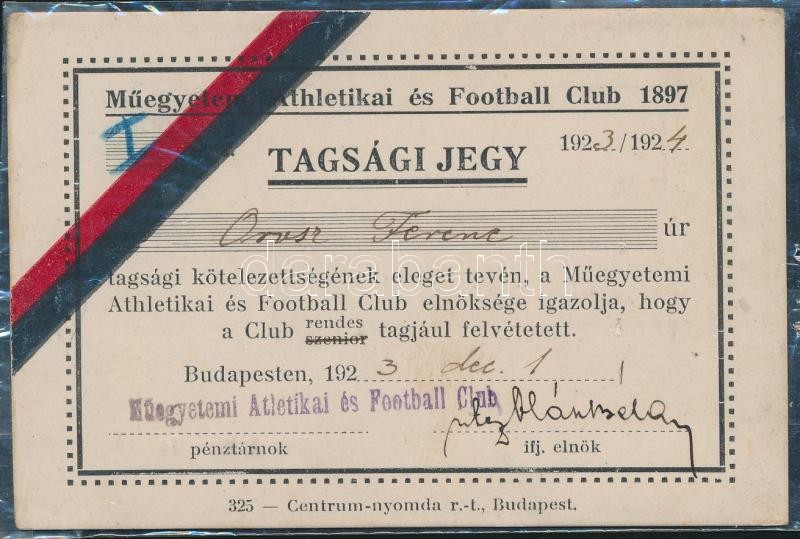 Műegyetemi Athletikai és Football Club 1897
I
1923/1924
TAGSÁGI JEGY
Orosz Ferenc úr
tagsági kötelezettségének eleget tevén, a Műegyetemi
Athletikai és Football Club elnöksége igazolja, hogy
a Club rendes szenior tagjául felvétetett.
Budapesten, 1923 dec. 1
Műegyetemi Atletikai és Football Club
pénztárnok ifj. elnök
325 — Centrum-nyomda r.-t., Budapest.
darabanth